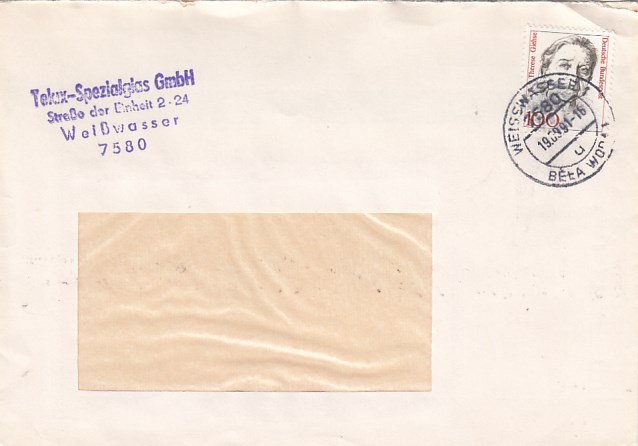 Telux-Spezialglas GmbH
Straße der Einheit 2-24
Weißwasser
7580
Therese Giehse
Deutsche Bundespost
100
WEISSWASSER
7580
19.09.91-16
u
BĚŁA WODA